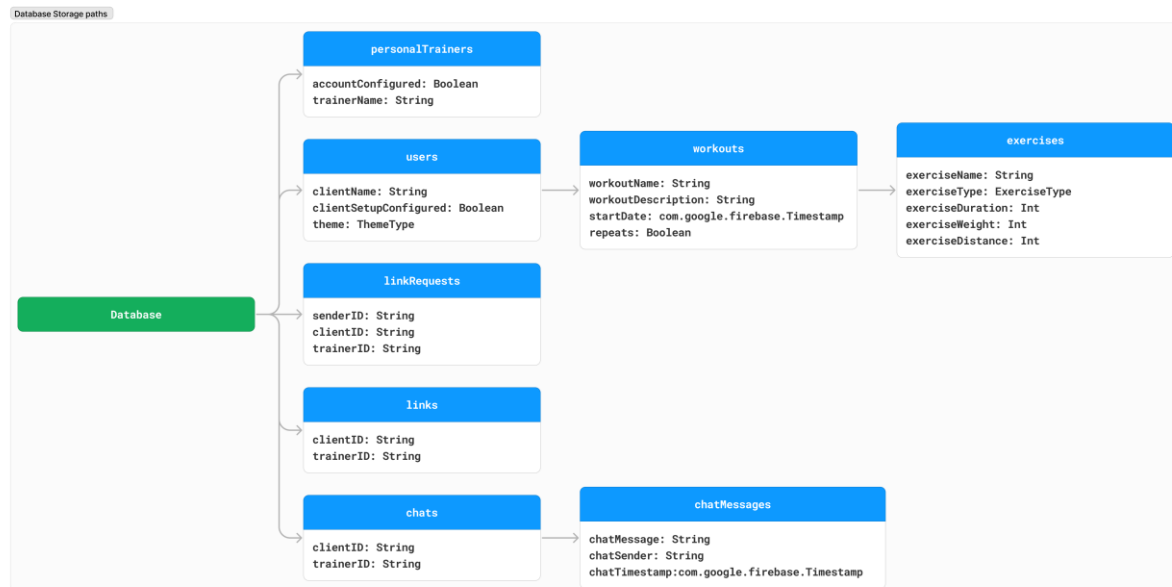 Database Storage paths
personalTrainers
accountConfigured: Boolean
trainerName: String
users
clientName: String
clientSetupConfigured: Boolean
theme: ThemeType
workouts
workoutName: String
workoutDescription: String
startDate: com.google.firebase.Timestamp
repeats: Boolean
exercises
exerciseName: String
exerciseType: ExerciseType
exerciseDuration: Int
exerciseWeight: Int
exerciseDistance: Int
linkRequests
senderID: String
clientID: String
trainerID: String
Database
links
clientID: String
trainerID: String
chats
clientID: String
trainerID: String
chatMessages
chatMessage: String
chatSender: String
chatTimestamp:com.google.firebase.Timestamp